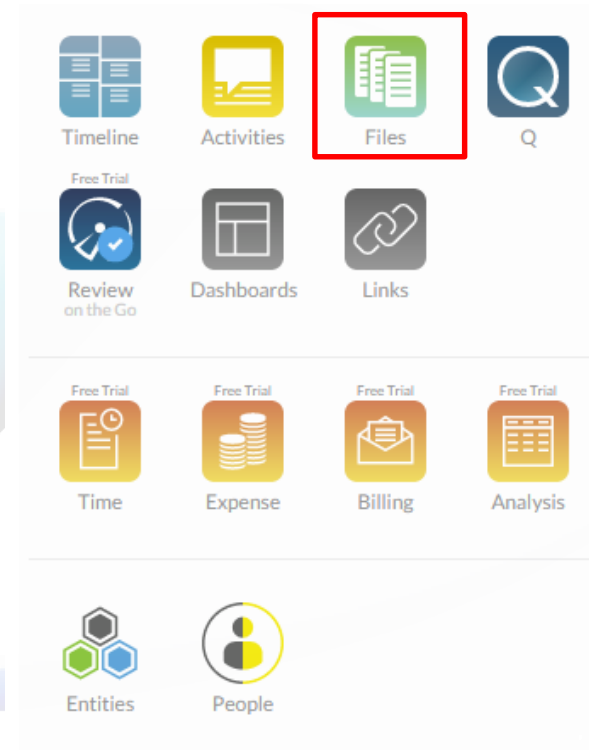 Timeline Activities Files Q
Free Trial
Review Dashboards Links
on the Go
Free Trial Free Trial Free Trial Free Trial
Time Expense Billing Analysis
Entities People